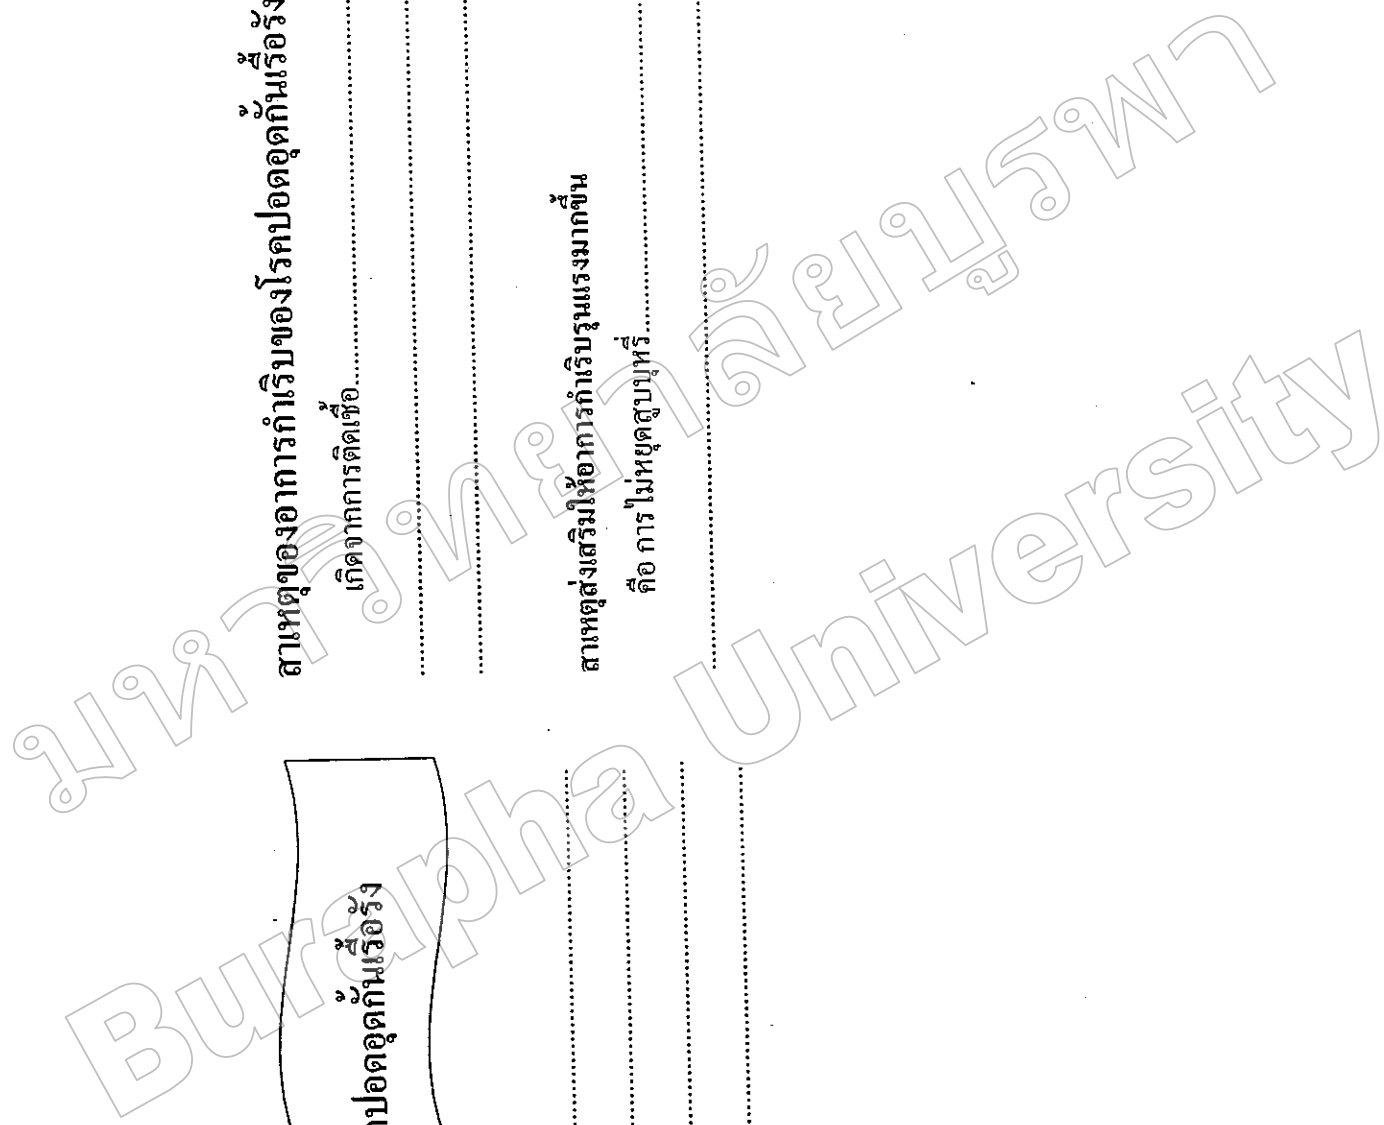 สาเหตุของอาการกำเริบของโรคปอดอุดกั้นเรื้อรัง
เกิดจากการติดเชื้อ................................................
................................................................................
................................................................................
สาเหตุส่งเสริมให้อาการกำเริบรุนแรงมากขึ้น
คือ การไม่หยุดสูบบุหรี่..........................................
................................................................................
ปอดอุดกั้นเรื้อรัง
................................................
................................................
................................................
................................................
มหาวิทยาลัยบูรพา
Burapha University